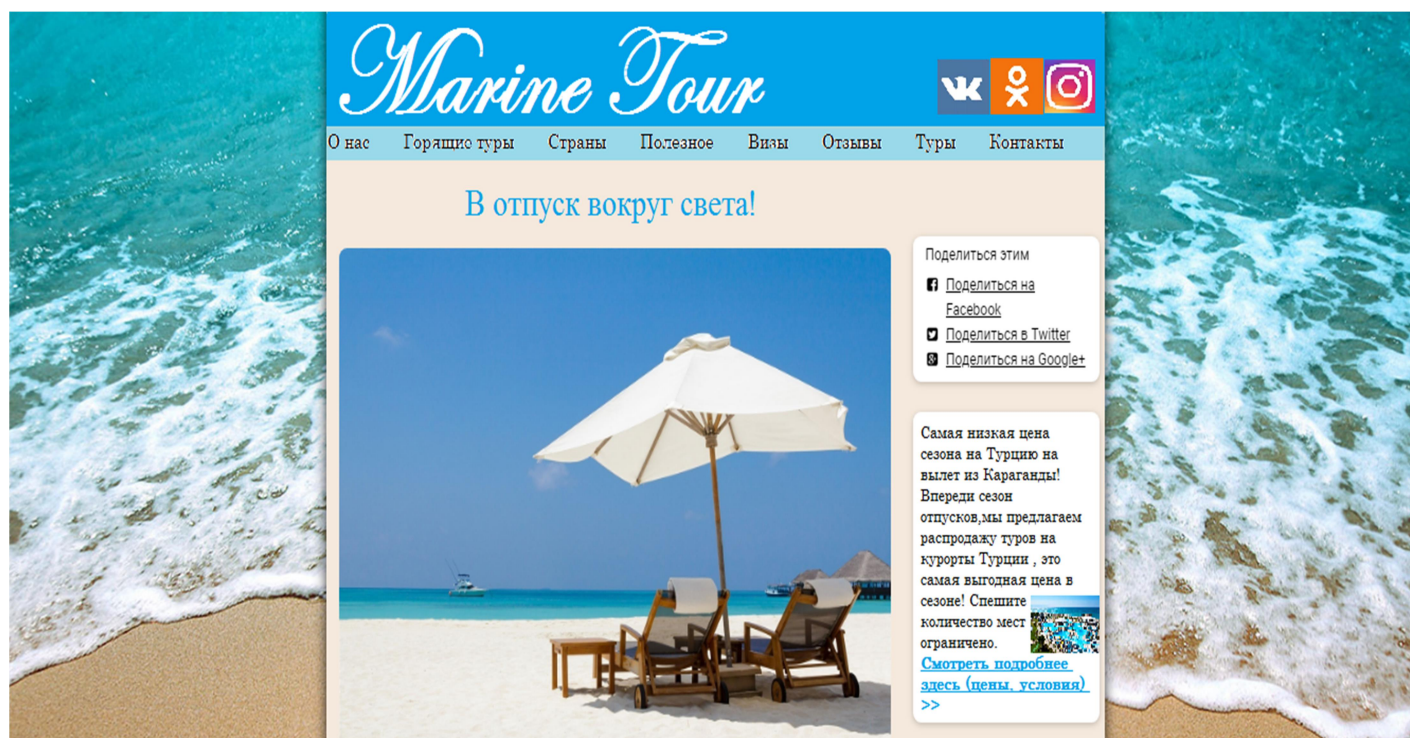 Marine Tour
О нас Горящие туры Страны Полезное Визы Отзывы Туры Контакты
В отпуск вокруг света!
Поделиться этим
Поделиться на
Facebook
Поделиться в Twitter
Поделиться на Google+
Самая низкая цена
сезона на Турцию на
вылет из Караганды!
Впереди сезон
отпусков,мы предлагаем
распродажу туров на
курорты Турции , это
самая выгодная цена в
сезоне! Спешите
количество мест
ограничено.
Смотреть подробнее
здесь (цены, условия)
>>